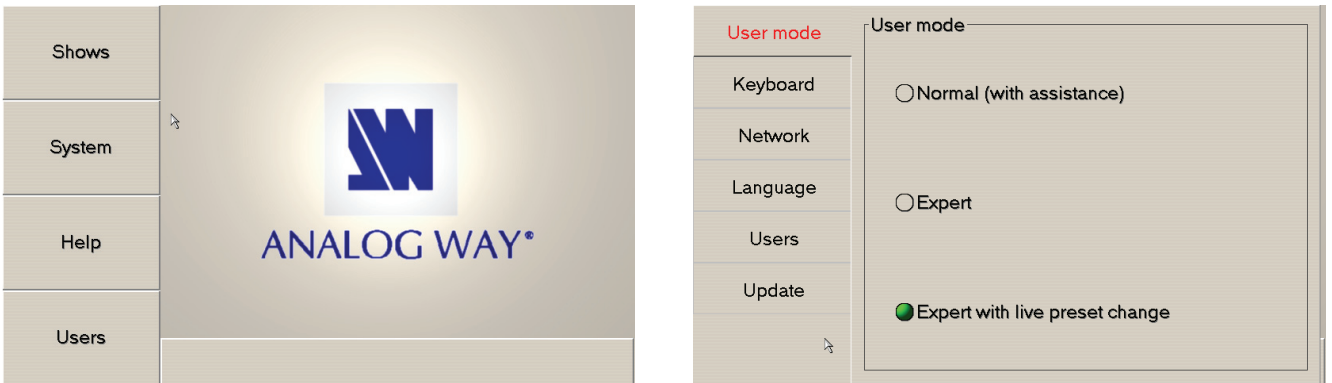 Shows
System
Help
Users
ANALOG WAY®
User mode
Keyboard
Network
Language
Users
Update
User mode
Normal (with assistance)
Expert
Expert with live preset change